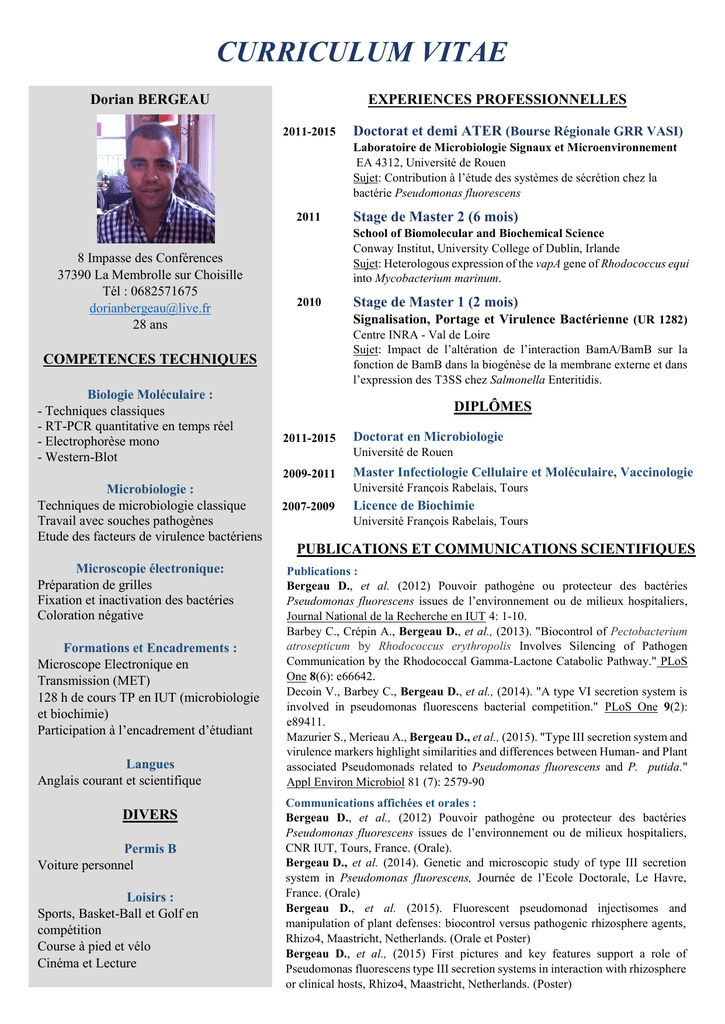 CURRICULUM VITAE
Dorian BERGEAU
8 Impasse des Conférences
37390 La Membrolle sur Choisille
Tél : 0682571675
dorianbergeau@live.fr
28 ans
COMPETENCES TECHNIQUES
Biologie Moléculaire :
- Techniques classiques
- RT-PCR quantitative en temps réel
- Electrophorèse mono
- Western-Blot
Microbiologie :
Techniques de microbiologie classique
Travail avec souches pathogènes
Etude des facteurs de virulence bactériens
Microscopie électronique:
Préparation de grilles
Fixation et inactivation des bactéries
Coloration négative
Formations et Encadrements :
Microscope Electronique en
Transmission (MET)
128 h de cours TP en IUT (microbiologie
et biochimie)
Participation à l'encadrement d'étudiant
Langues
Anglais courant et scientifique
DIVERS
Permis B
Voiture personnel
Loisirs :
Sports, Basket-Ball et Golf en
compétition
Course à pied et vélo
Cinéma et Lecture
EXPERIENCES PROFESSIONNELLES
2011-2015 Doctorat et demi ATER (Bourse Régionale GRR VASI)
Laboratoire de Microbiologie Signaux et Microenvironnement
EA 4312, Université de Rouen
Sujet: Contribution à l'étude des systèmes de sécrétion chez la
bactérie Pseudomonas fluorescens
2011 Stage de Master 2 (6 mois)
School of Biomolecular and Biochemical Science
Conway Institut, University College of Dublin, Irlande
Sujet: Heterologous expression of the vapA gene of Rhodococcus equi
into Mycobacterium marinum.
2010 Stage de Master 1 (2 mois)
Signalisation, Portage et Virulence Bactérienne (UR 1282)
Centre INRA - Val de Loire
Sujet: Impact de l'altération de l'interaction BamA/BamB sur la
fonction de BamB dans la biogénèse de la membrane externe et dans
l'expression des T3SS chez Salmonella Enteritidis.
DIPLÔMES
2011-2015 Doctorat en Microbiologie
Université de Rouen
2009-2011 Master Infectiologie Cellulaire et Moléculaire, Vaccinologie
Université François Rabelais, Tours
2007-2009 Licence de Biochimie
Université François Rabelais, Tours
PUBLICATIONS ET COMMUNICATIONS SCIENTIFIQUES
Publications :
Bergeau D., et al. (2012) Pouvoir pathogène ou protecteur des bactéries
Pseudomonas fluorescens issues de l'environnement ou de milieux hospitaliers,
Journal National de la Recherche en IUT 4: 1-10.
Barbey C., Crépin A., Bergeau D., et al., (2013). "Biocontrol of Pectobacterium
atrosepticum by Rhodococcus erythropolis Involves Silencing of Pathogen
Communication by the Rhodococcal Gamma-Lactone Catabolic Pathway." PLoS
One 8(6): e66642.
Decoin V., Barbey C., Bergeau D., et al., (2014). "A type VI secretion system is
involved in pseudomonas fluorescens bacterial competition." PLoS One 9(2):
e89411.
Mazurier S., Merieau A., Bergeau D., et al., (2015). "Type III secretion system and
virulence markers highlight similarities and differences between Human- and Plant
associated Pseudomonads related to Pseudomonas fluorescens and P. putida."
Appl Environ Microbiol 81 (7): 2579-90
Communications affichées et orales :
Bergeau D., et al., (2012) Pouvoir pathogène ou protecteur des bactéries
Pseudomonas fluorescens issues de l'environnement ou de milieux hospitaliers,
CNR IUT, Tours, France. (Orale).
Bergeau D., et al. (2014). Genetic and microscopic study of type III secretion
system in Pseudomonas fluorescens, Journée de l'Ecole Doctorale, Le Havre,
France. (Orale)
Bergeau D., et al. (2015). Fluorescent pseudomonad injectisomes and
manipulation of plant defenses: biocontrol versus pathogenic rhizosphere agents,
Rhizo4, Maastricht, Netherlands. (Orale et Poster)
Bergeau D., et al., (2015) First pictures and key features support a role of
Pseudomonas fluorescens type III secretion systems in interaction with rhizosphere
or clinical hosts, Rhizo4, Maastricht, Netherlands. (Poster)